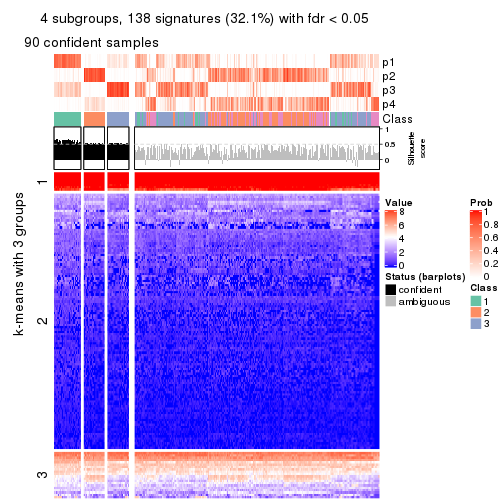 4 subgroups, 138 signatures (32.1%) with fdr < 0.05
90 confident samples
p1
p2
p3
p4
Class
1
0.5
0
Silhouette
score
k-means with 3 groups
1
2
3
Value
8
6
4
2
0
Status (barplots)
confident
ambiguous
Prob
1
0.8
0.6
0.4
0.2
0
Class
1
2
3